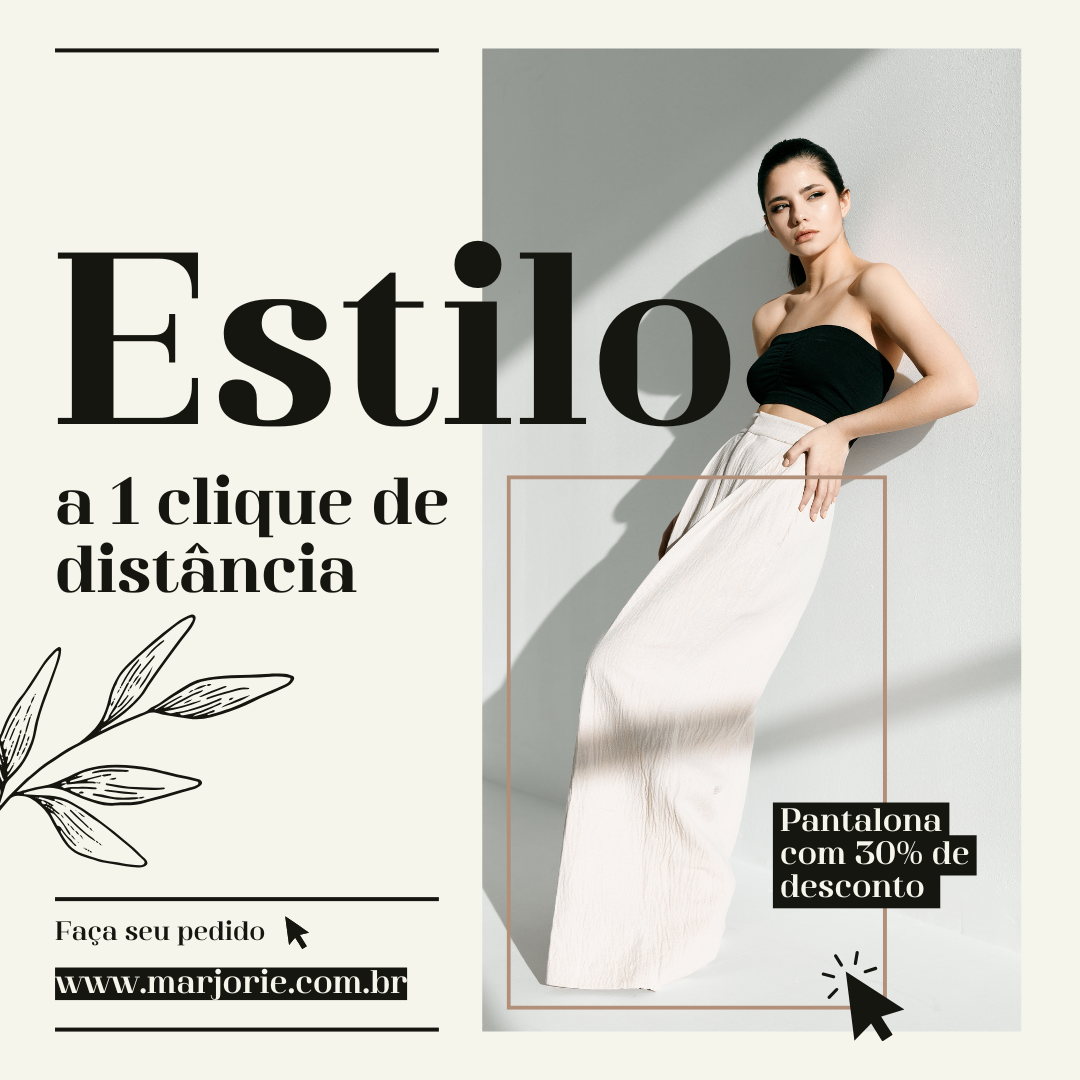 Estilo
a 1 clique de
distância
Pantalona
com 30% de
desconto
Faça seu pedido
www.marjorie.com.br